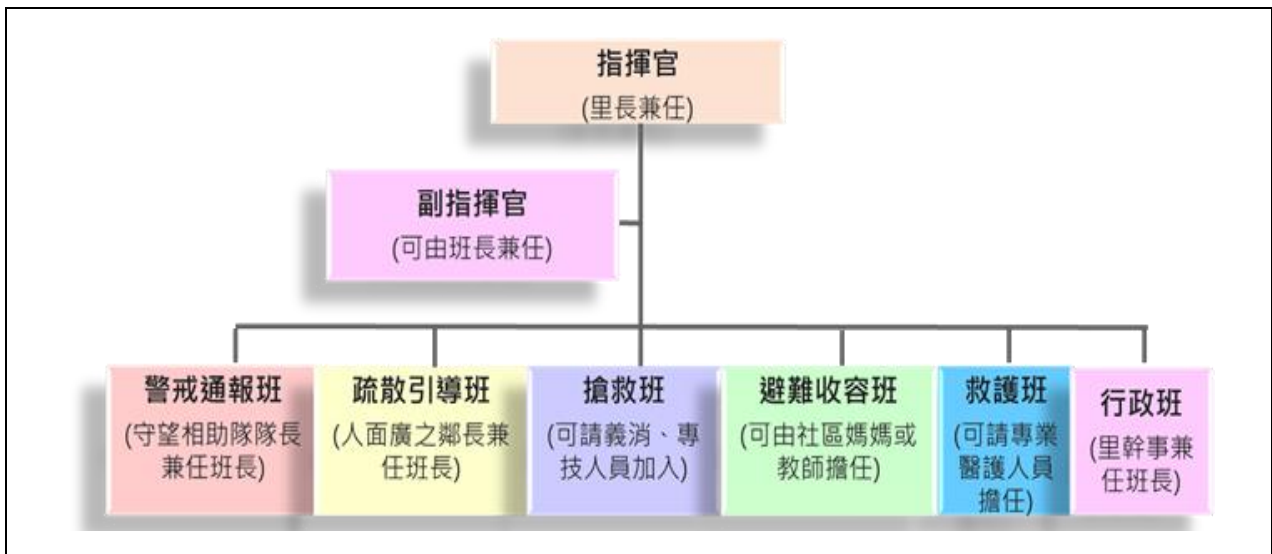 指揮官
(里長兼任)
副指揮官
(可由班長兼任)
警戒通報班
(守望相助隊隊長
兼任班長)
疏散引導班
(人面廣之鄰長兼
任班長)
搶救班
(可請義消、專
技人員加入)
避難收容班
(可由社區媽媽或
教師擔任)
救護班
(可請專業
醫護人員
擔任)
行政班
(里幹事兼
任班長)